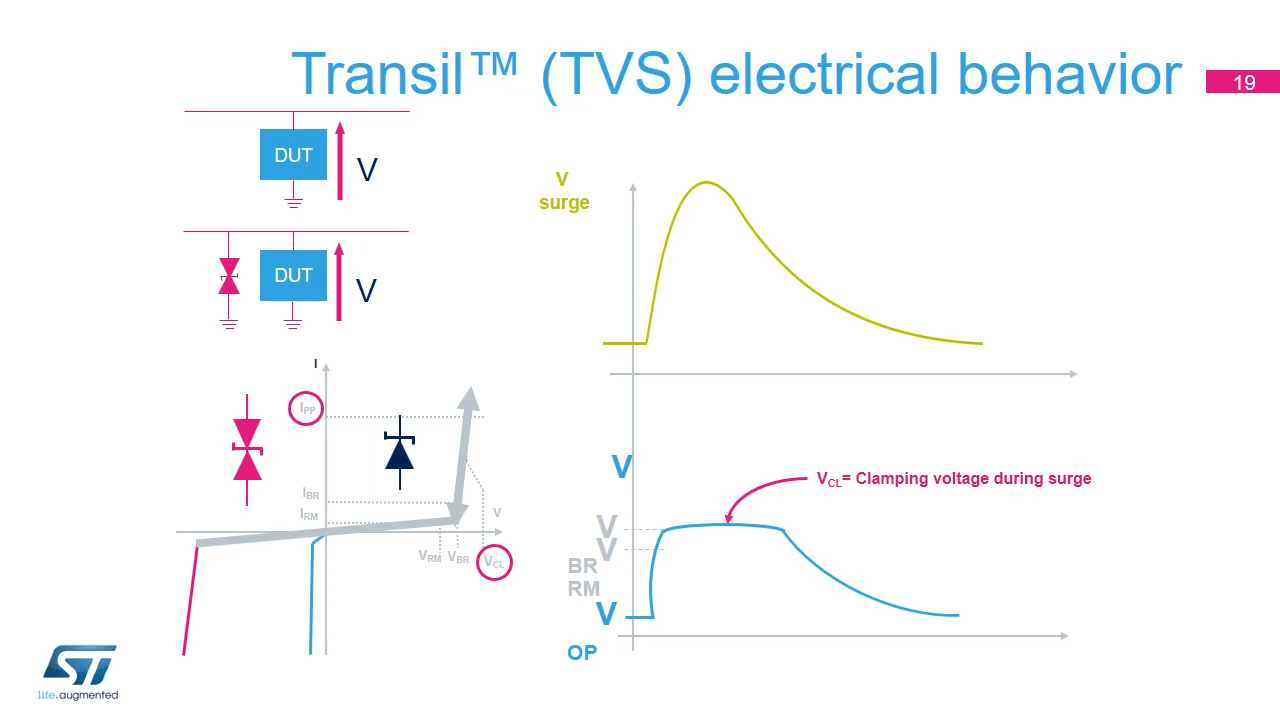 Transil™ (TVS) electrical behavior
19
DUT
V
DUT
V
V
surge
I
IPP
IBR
IRM
V
VRM
VBR
VCL
V
VCL= Clamping voltage during surge
V
V
BR
RM
V
OP
ST
life.augmented